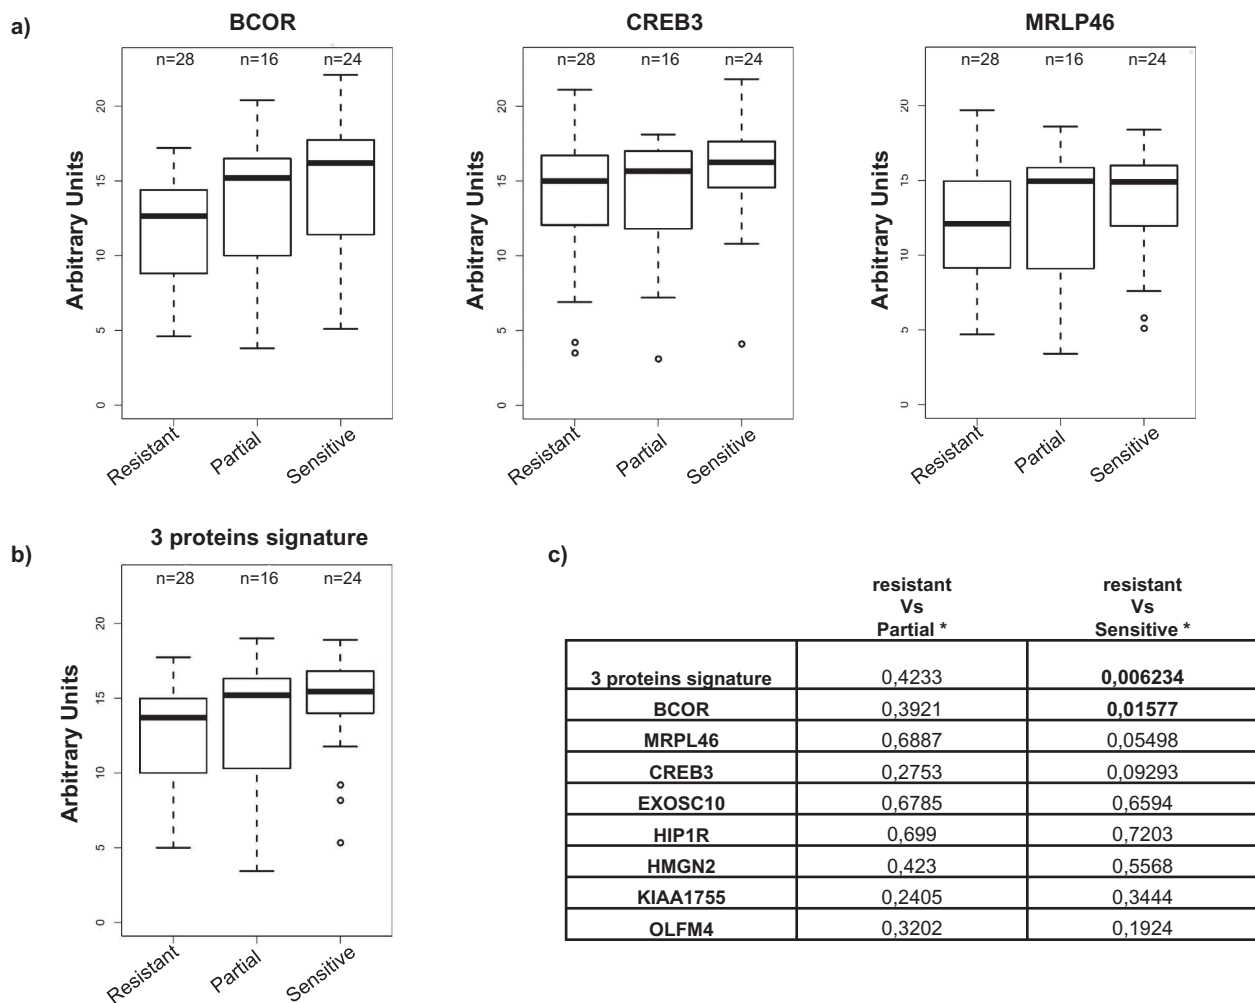 a)
BCOR
CREB3
MRLP46
n=28 n=16 n=24
n=28 n=16 n=24
n=28 n=16 n=24
Arbitrary Units
0 5 10 15 20
Resistant Partial Sensitive
Arbitrary Units
0 5 10 15 20
Resistant Partial Sensitive
Arbitrary Units
0 5 10 15 20
Resistant Partial Sensitive
b)
3 proteins signature
n=28 n=16 n=24
Arbitrary Units
0 5 10 15 20
Resistant Partial Sensitive
c)
resistant Vs Partial *
resistant Vs Sensitive *
3 proteins signature 0,4233 0,006234
BCOR 0,3921 0,01577
MRPL46 0,6887 0,05498
CREB3 0,2753 0,09293
EXOSC10 0,6785 0,6594
HIP1R 0,699 0,7203
HMGN2 0,423 0,5568
KIAA1755 0,2405 0,3444
OLFM4 0,3202 0,1924